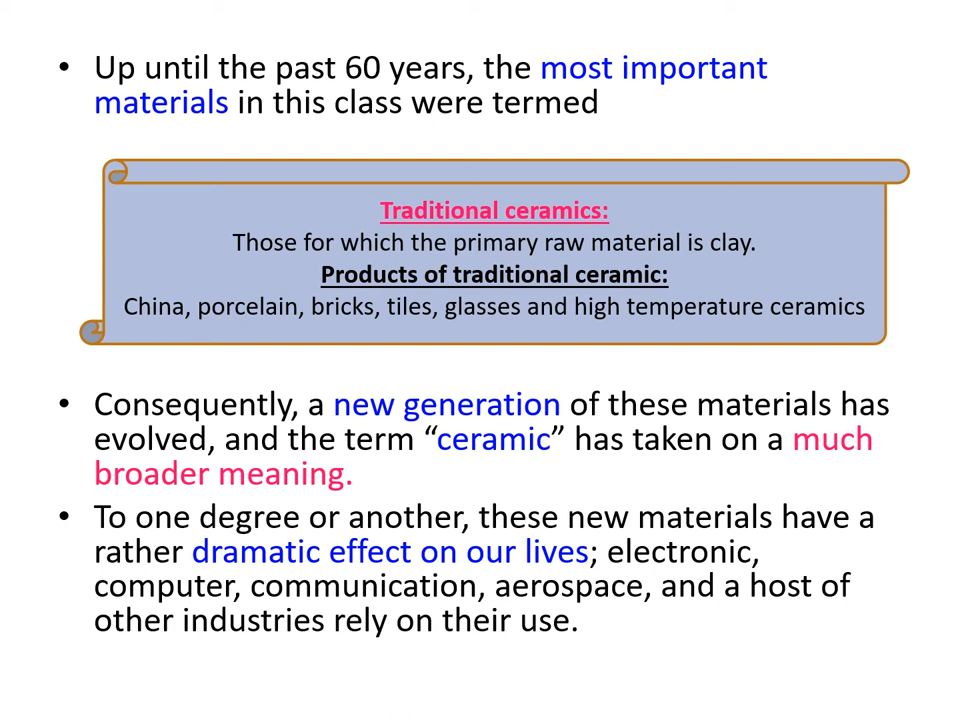 • Up until the past 60 years, the most important
materials in this class were termed
Traditional ceramics:
Those for which the primary raw material is clay.
Products of traditional ceramic:
China, porcelain, bricks, tiles, glasses and high temperature ceramics
• Consequently, a new generation of these materials has
evolved, and the term “ceramic” has taken on a much
broader meaning.
• To one degree or another, these new materials have a
rather dramatic effect on our lives; electronic,
computer, communication, aerospace, and a host of
other industries rely on their use.